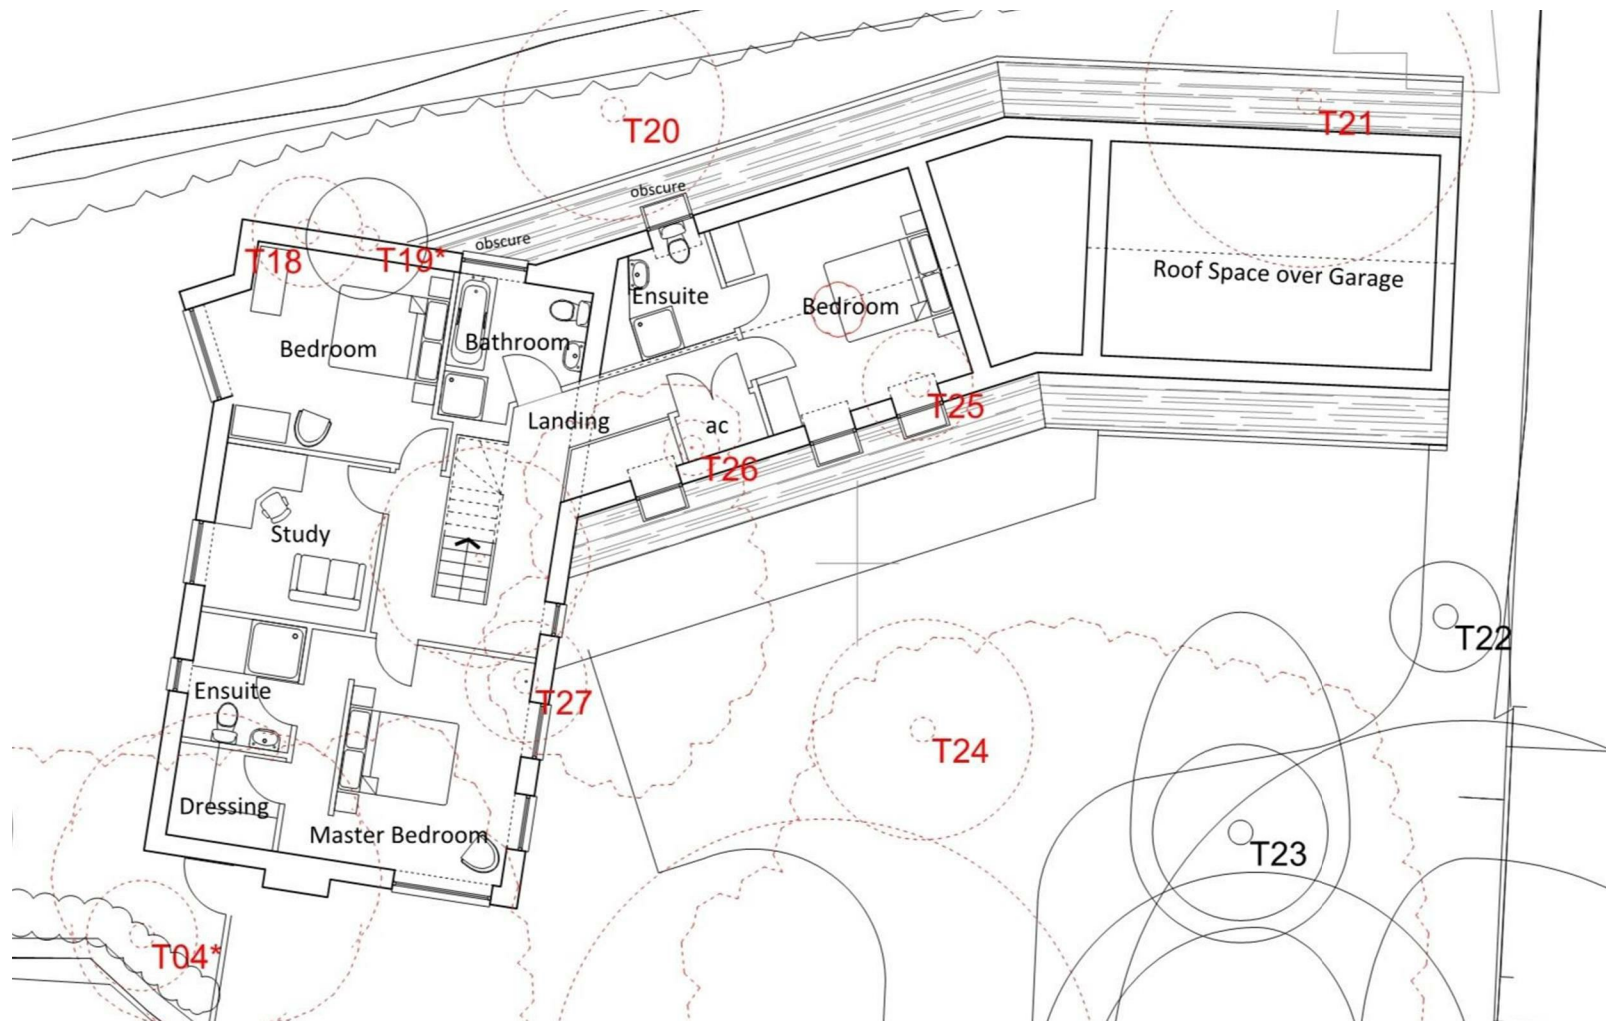 T20
T21
obscure
obscure
T18
T19*
Roof Space over Garage
Ensuite
Bedroom
Bathroom
Bedroom
T25
Landing
ac
T26
Study
T22
Ensuite
T27
T24
Dressing
Master Bedroom
T23
T04*